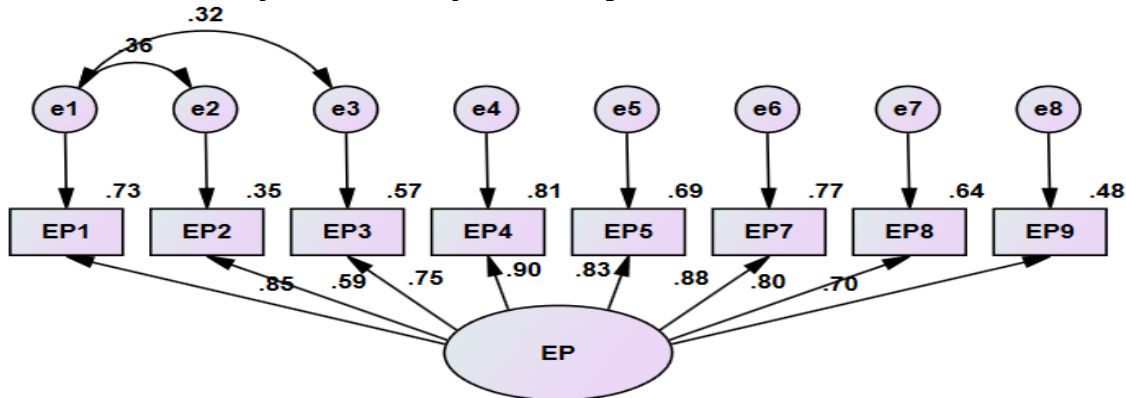 .32
.36
e1 e2 e3 e4 e5 e6 e7 e8
.73 .35 .57 .81 .69 .77 .64 .48
EP1 EP2 EP3 EP4 EP5 EP7 EP8 EP9
.85 .59 .75 .90 .83 .88 .80 .70
EP